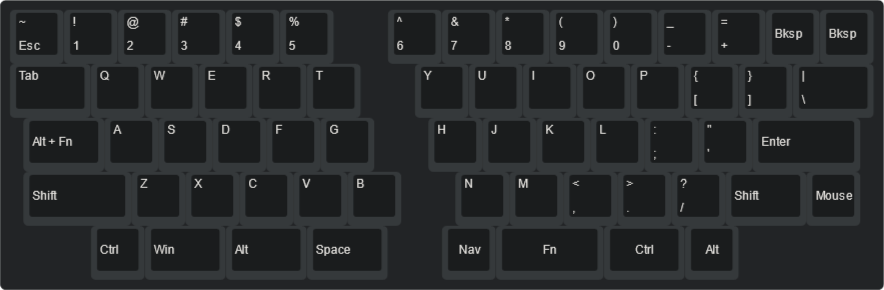 ~ ! @ # $ % ^ & * ( ) _ =
Esc 1 2 3 4 5 6 7 8 9 0 - + Bksp Bksp
Tab Q W E R T Y U I O P { } |
[ ] \
A S D F G H J K L : "
Alt + Fn ; ' Enter
Z X C V B N M < > ?
Shift , . / Shift Mouse
Ctrl Win Alt Space Nav Fn Ctrl Alt